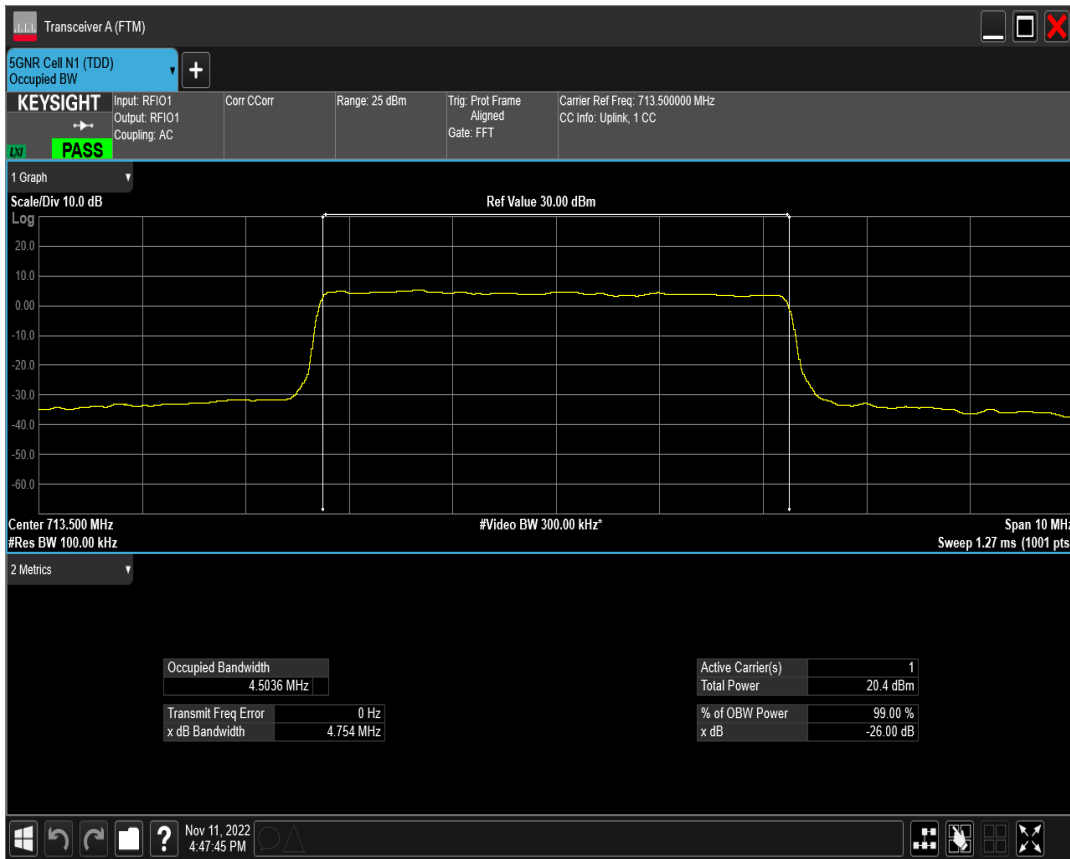 Transceiver A (FTM)
5GNR Cell N1 (TDD)
Occupied BW
+
KEYSIGHT
LXI
PASS
Input: RFIO1
Output: RFIO1
Coupling: AC
Corr CCorr
Range: 25 dBm
Trig: Prot Frame
Aligned
Gate: FFT
Carrier Ref Freq: 713.500000 MHz
CC Info: Uplink, 1 CC
1 Graph
Scale/Div 10.0 dB
Ref Value 30.00 dBm
Log
20.0
10.0
0.00
-10.0
-20.0
-30.0
-40.0
-50.0
-60.0
Center 713.500 MHz
#Video BW 300.00 kHz*
Span 10 MHz
#Res BW 100.00 kHz
Sweep 1.27 ms (1001 pts
2 Metrics
Occupied Bandwidth
4.5036 MHz
Transmit Freq Error 0 Hz
x dB Bandwidth 4.754 MHz
Active Carrier(s) 1
Total Power 20.4 dBm
% of OBW Power 99.00 %
x dB -26.00 dB
?
Nov 11, 2022
4:47:45 PM